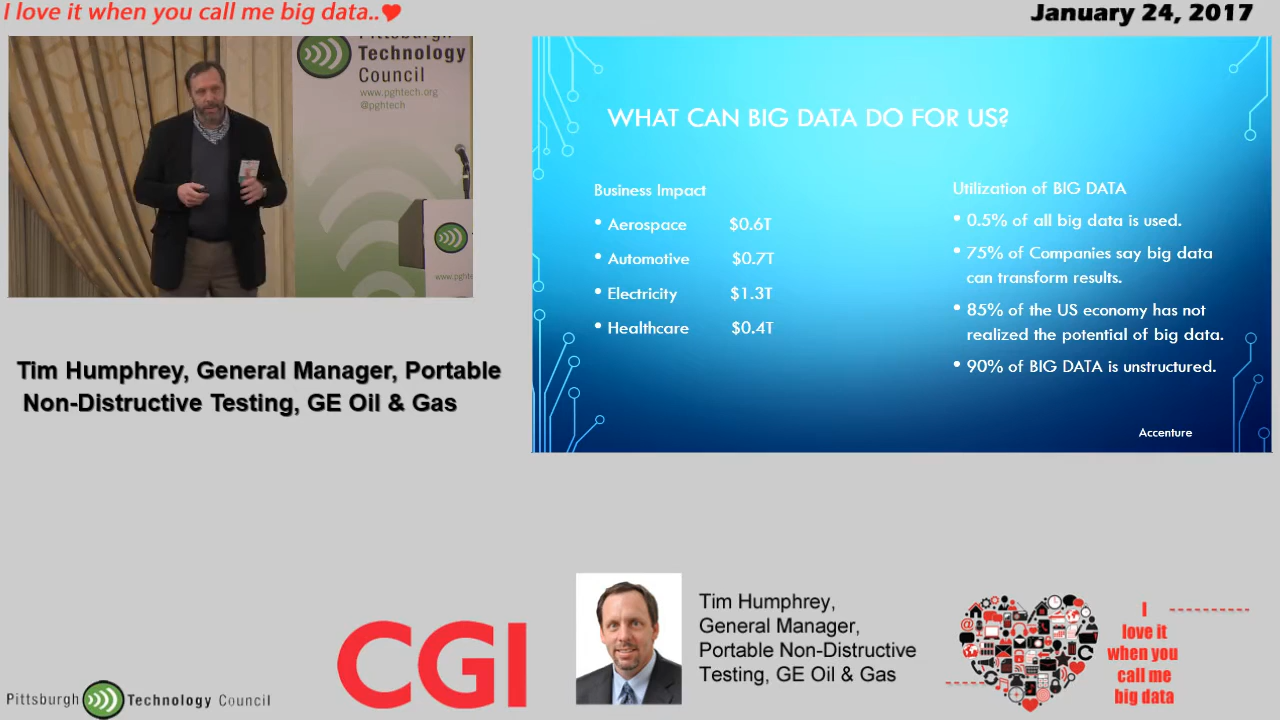 I love it when you call me big data..
January 24, 2017
Pittsburgh
Technology
Council
www.pghtech.org
@pghtech
WHAT CAN BIG DATA DO FOR US?
Business Impact
• Aerospace $0.6T
• Automotive $0.7T
• Electricity $1.3T
• Healthcare $0.4T
Utilization of BIG DATA
• 0.5% of all big data is used.
• 75% of Companies say big data
can transform results.
• 85% of the US economy has not
realized the potential of big data.
• 90% of BIG DATA is unstructured.
Accenture
Tim Humphrey, General Manager, Portable
Non-Distructive Testing, GE Oil & Gas
Pittsburgh Technology Council
CGI
Tim Humphrey,
General Manager,
Portable Non-Distructive
Testing, GE Oil & Gas
I
love it
when you
call me
big data